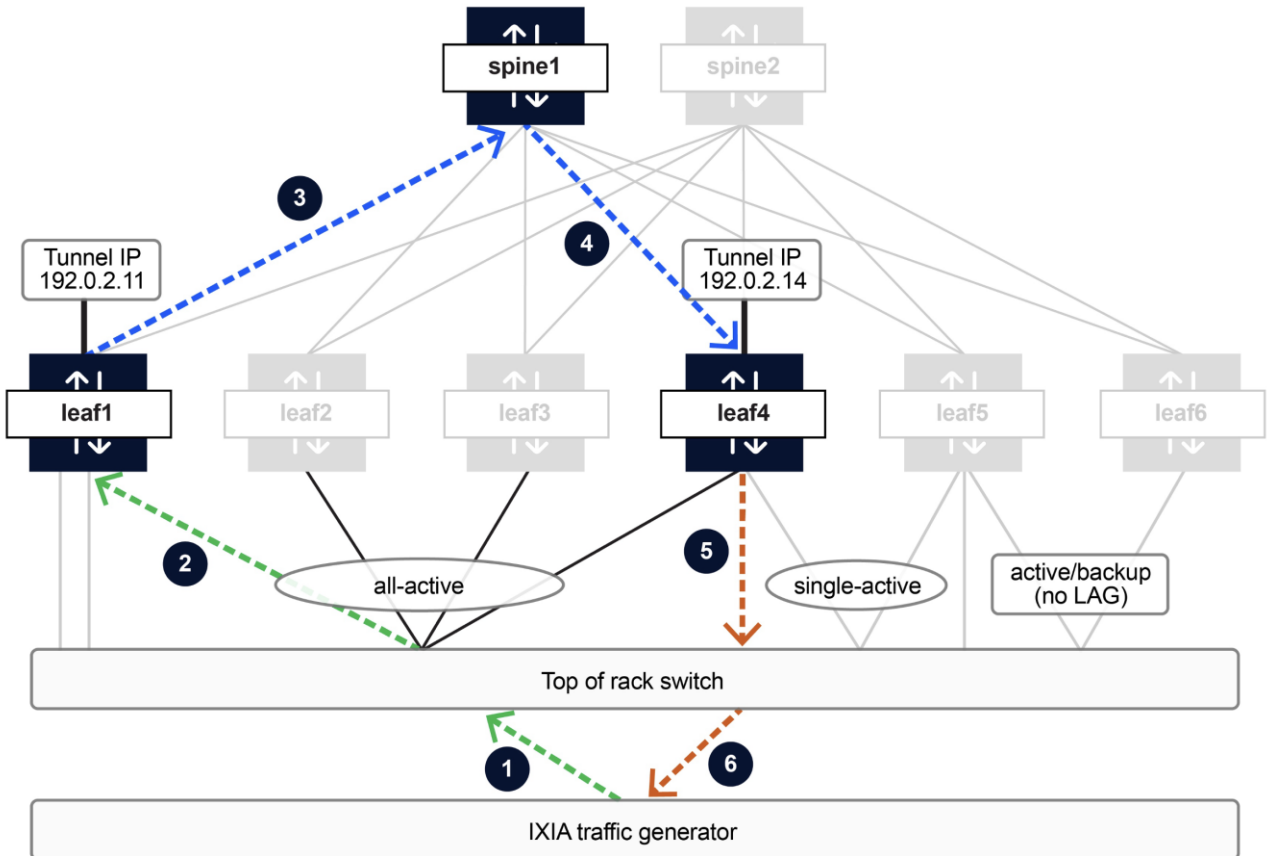 spine1
spine2
3
4
Tunnel IP
192.0.2.11
Tunnel IP
192.0.2.14
leaf1
leaf2
leaf3
leaf4
leaf5
leaf6
2
5
all-active
single-active
active/backup
(no LAG)
Top of rack switch
1
6
IXIA traffic generator